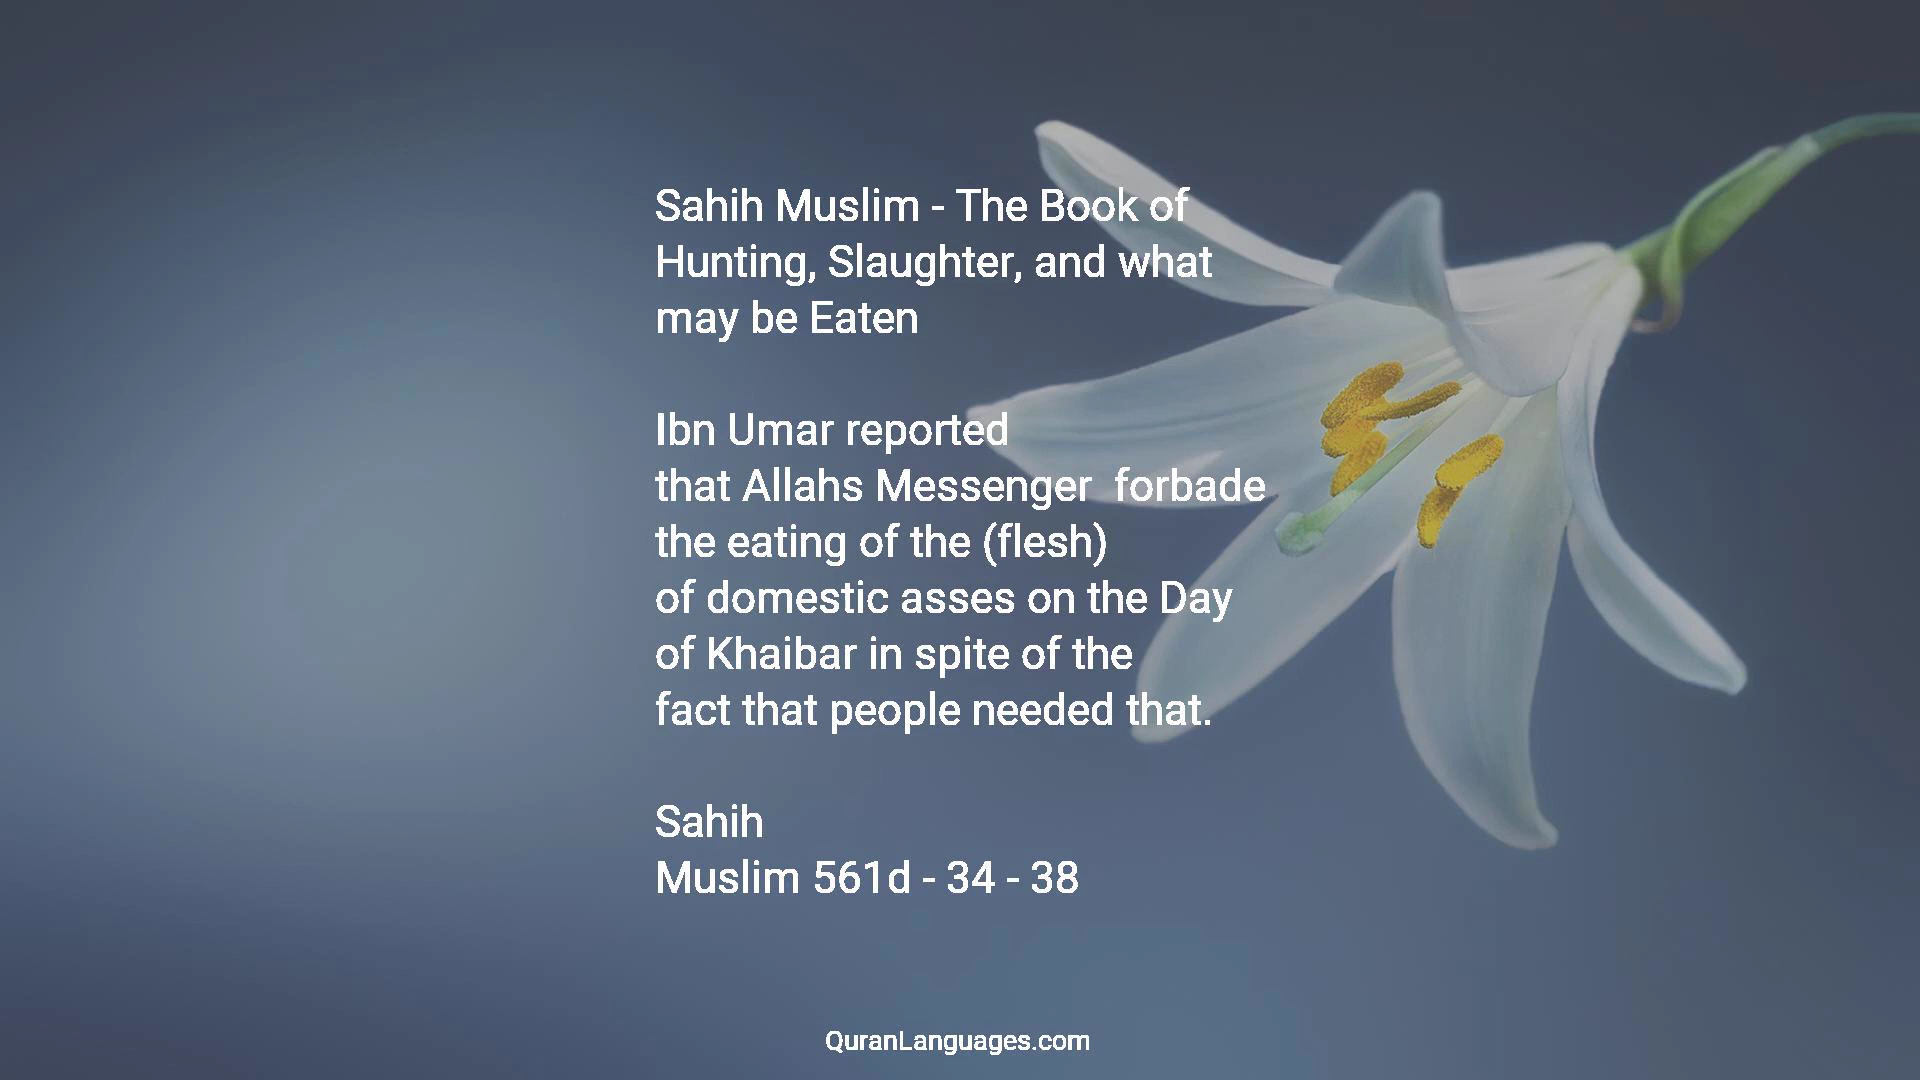 Sahih Muslim - The Book of
Hunting, Slaughter, and what
may be Eaten
Ibn Umar reported
that Allahs Messenger  forbade
the eating of the (flesh)
of domestic asses on the Day
of Khaibar in spite of the
fact that people needed that.
Sahih
Muslim 561d - 34 - 38
QuranLanguages.com